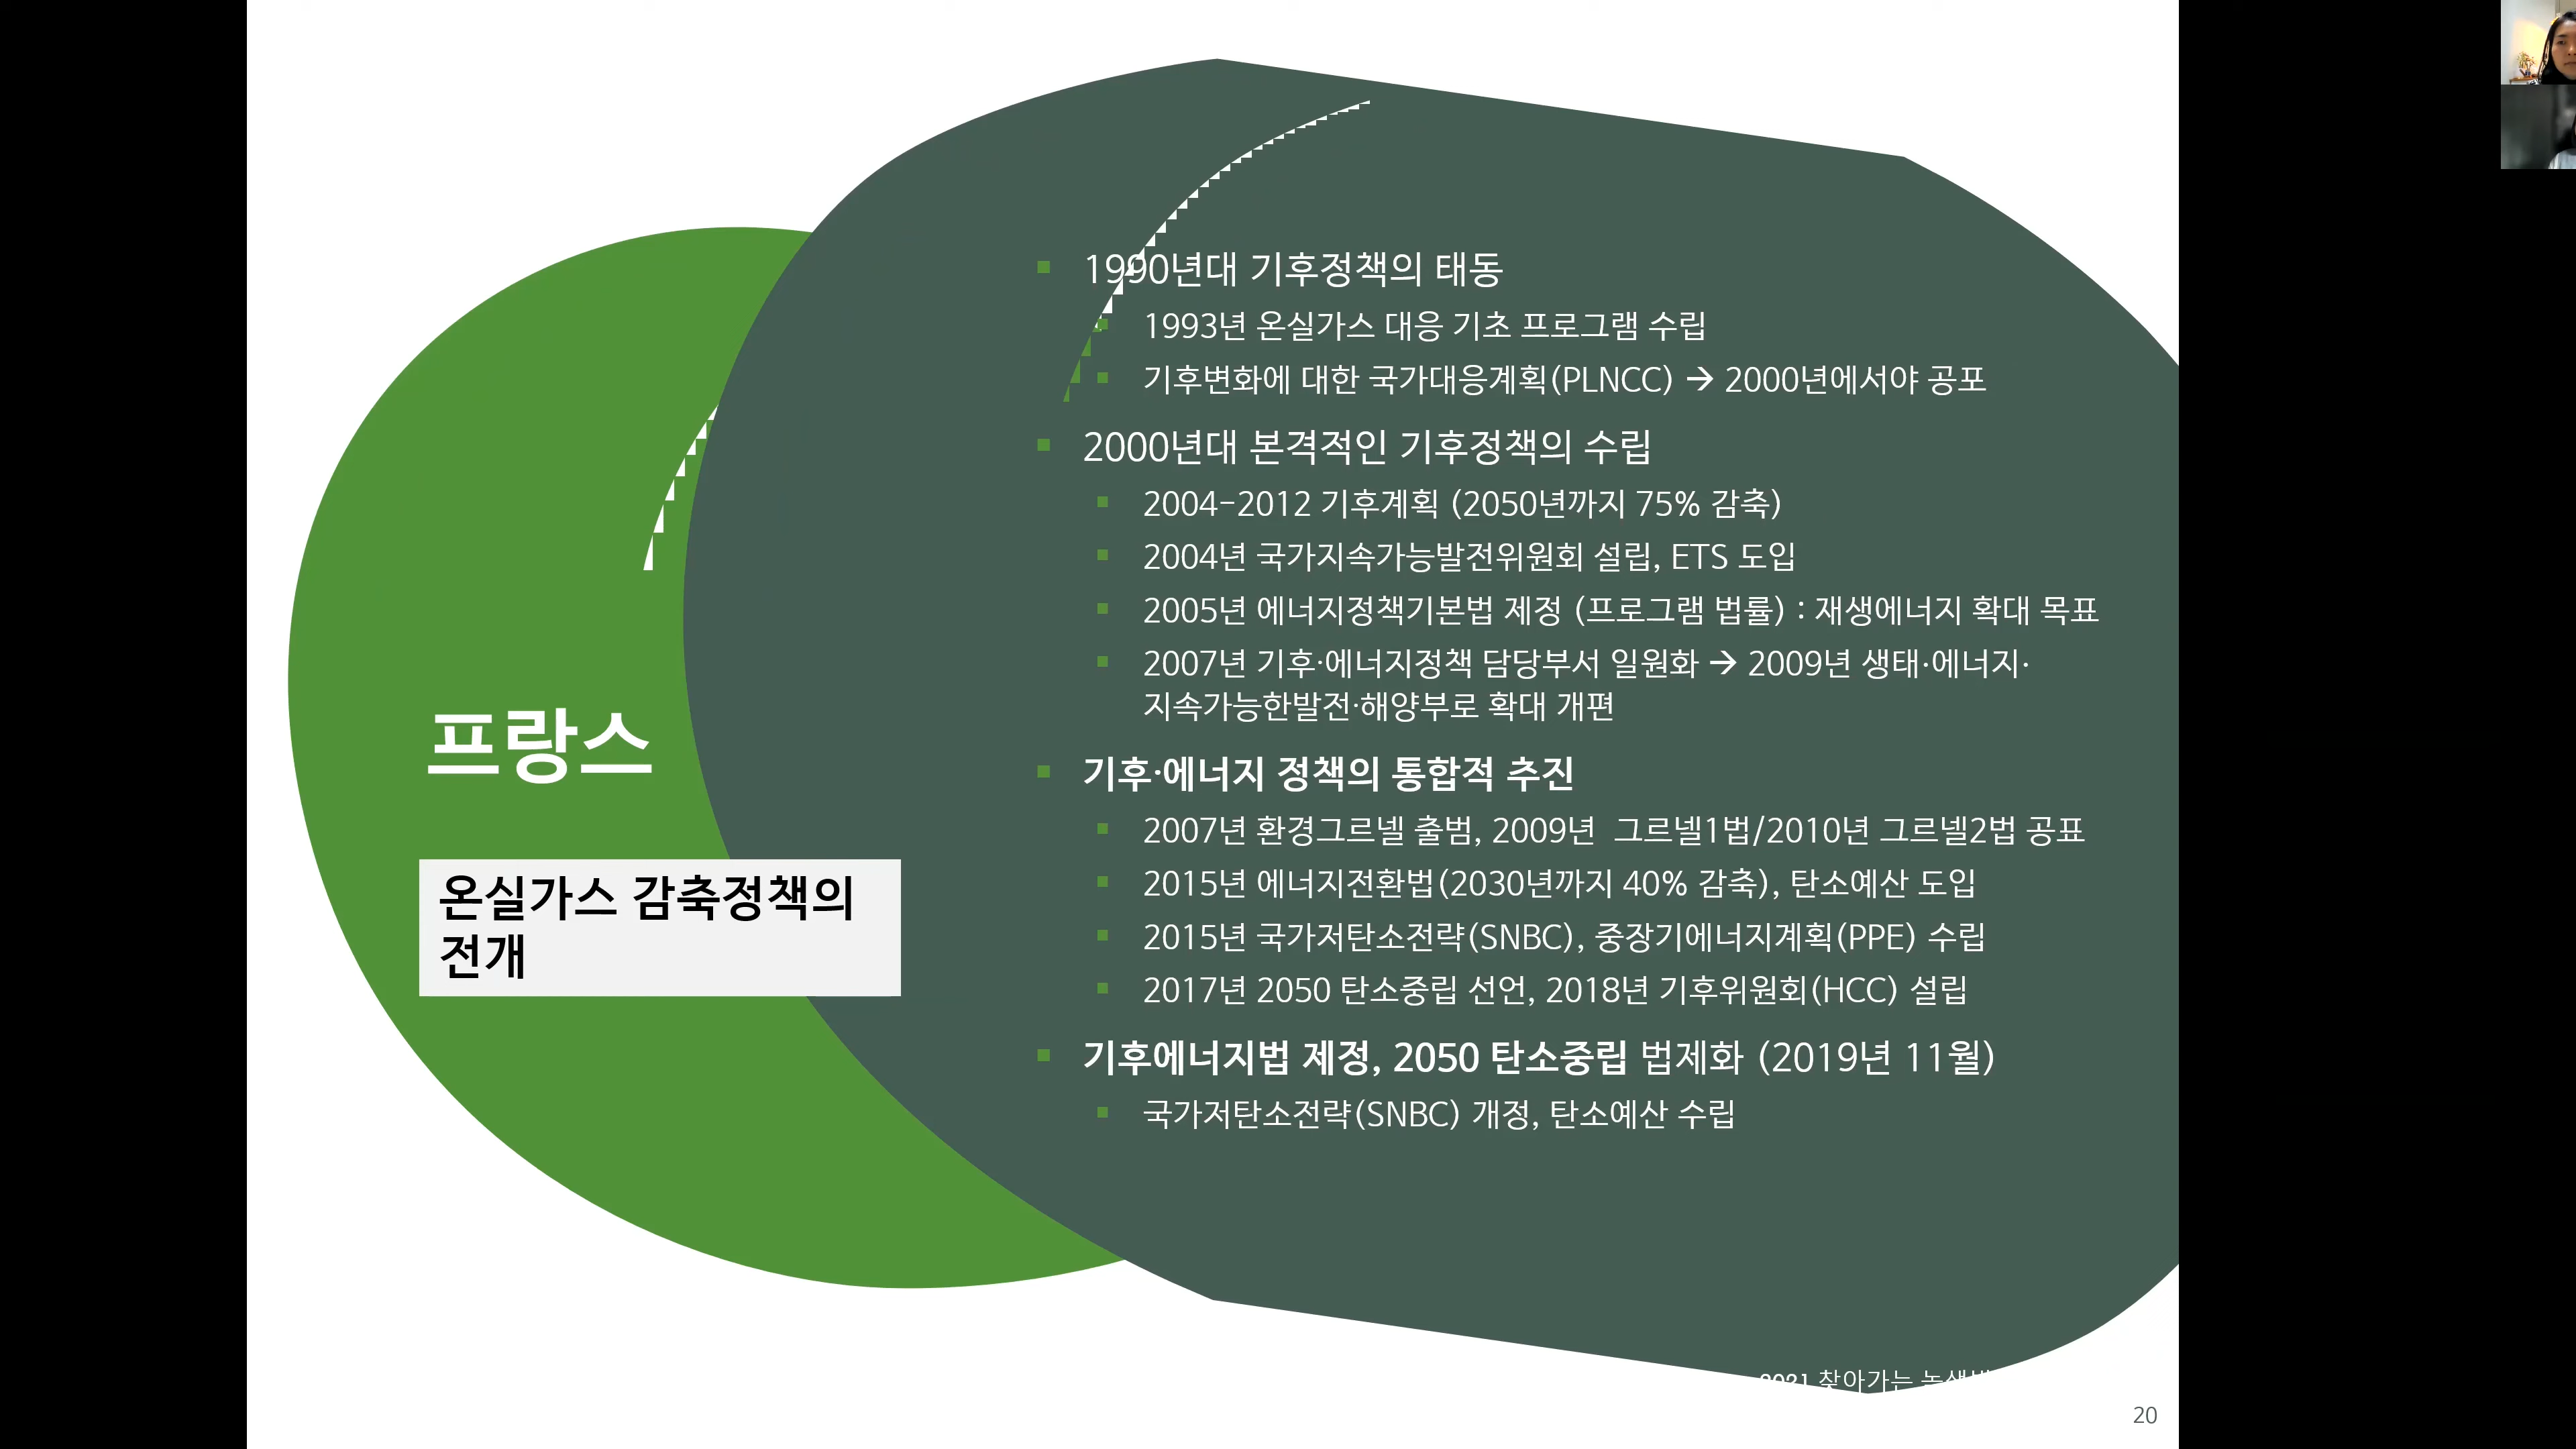 프랑스
온실가스 감축정책의
전개
1990년대 기후정책의 태동
1993년 온실가스 대응 기초 프로그램 수립
기후변화에 대한 국가대응계획(PLNCC) → 2000년에서야 공포
2000년대 본격적인 기후정책의 수립
2004-2012 기후계획 (2050년까지 75% 감축)
2004년 국가지속가능발전위원회 설립, ETS 도입
2005년 에너지정책기본법 제정 (프로그램 법률) : 재생에너지 확대 목표
2007년 기후·에너지정책 담당부서 일원화 → 2009년 생태·에너지·
지속가능한발전·해양부로 확대 개편
기후·에너지 정책의 통합적 추진
2007년 환경그르넬 출범, 2009년 그르넬1법/2010년 그르넬2법 공표
2015년 에너지전환법(2030년까지 40% 감축), 탄소예산 도입
2015년 국가저탄소전략(SNBC), 중장기에너지계획(PPE) 수립
2017년 2050 탄소중립 선언, 2018년 기후위원회(HCC) 설립
기후에너지법 제정, 2050 탄소중립 법제화 (2019년 11월)
국가저탄소전략(SNBC) 개정, 탄소예산 수립
2021 찾아가는
20